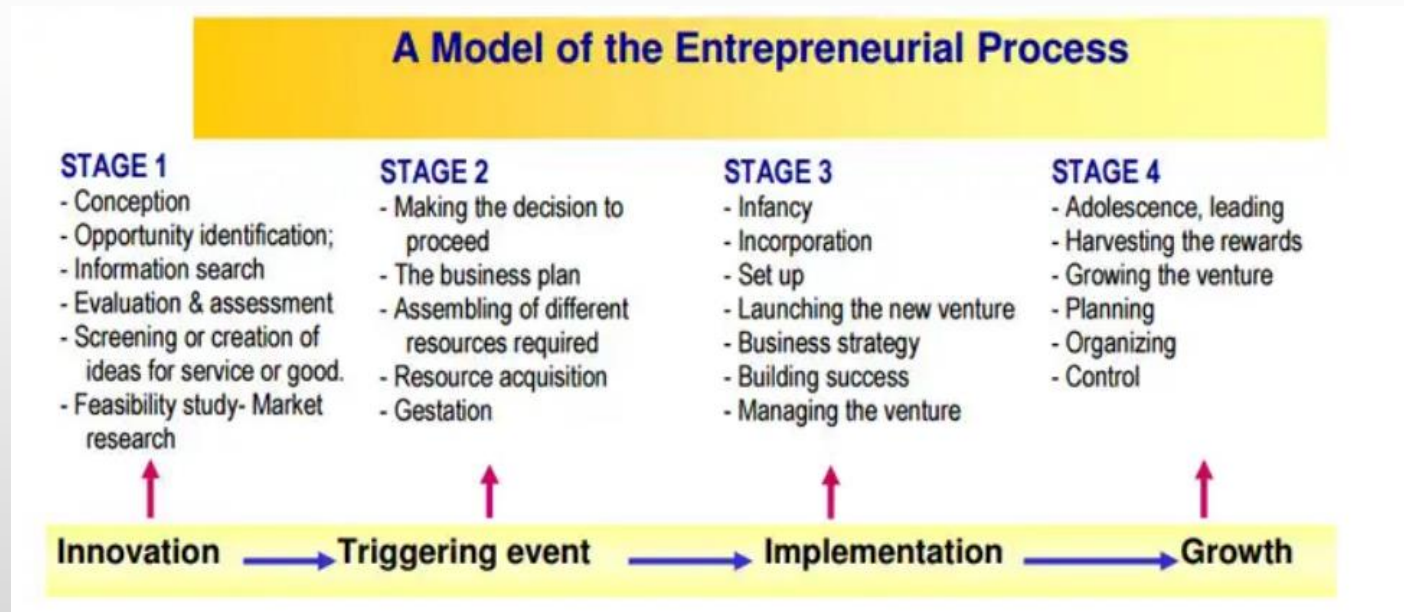 A Model of the Entrepreneurial Process
STAGE 1
- Conception
- Opportunity identification;
- Information search
- Evaluation & assessment
- Screening or creation of
ideas for service or good.
- Feasibility study- Market
research
STAGE 2
- Making the decision to
proceed
- The business plan
- Assembling of different
resources required
- Resource acquisition
- Gestation
STAGE 3
- Infancy
- Incorporation
- Set up
- Launching the new venture
- Business strategy
- Building success
- Managing the venture
STAGE 4
- Adolescence, leading
- Harvesting the rewards
- Growing the venture
- Planning
- Organizing
- Control
Innovation
Triggering event
Implementation
Growth